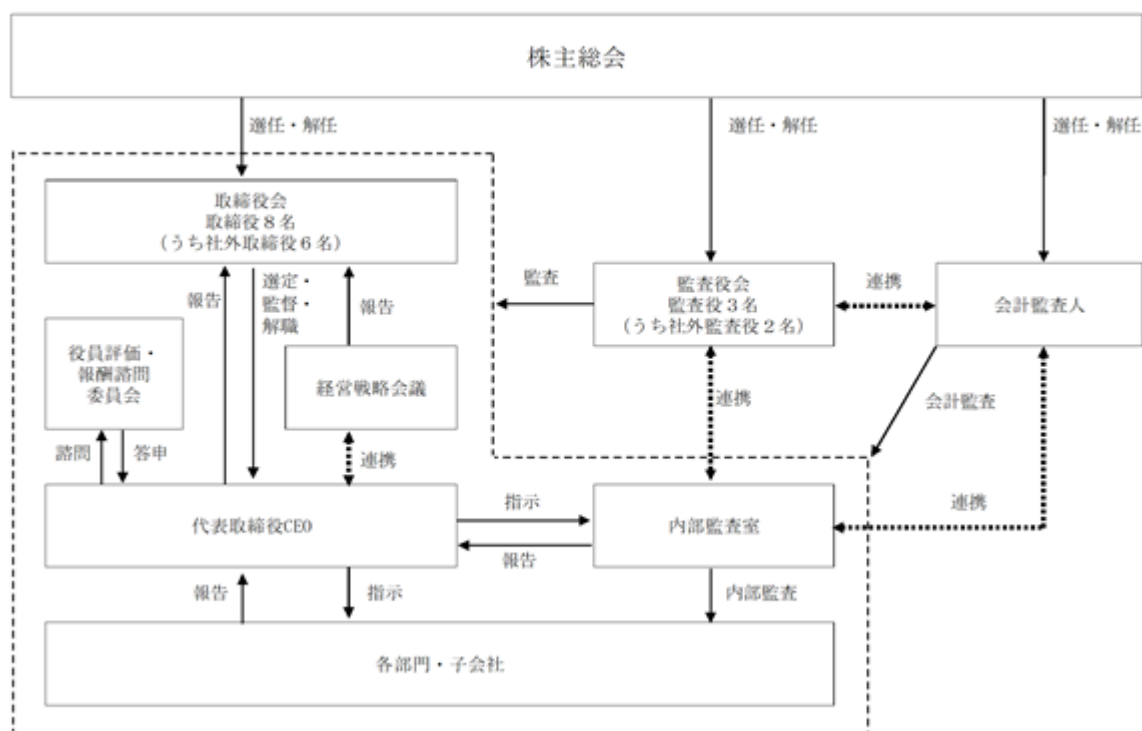 株主総会
選任・解任
選任・解任
選任・解任
取締役会
取締役8名
(うち社外取締役6名)
報告
選定・
監督・
解職
報告
監査
監査役会
監査役3名
(うち社外監査役2名)
連携
会計監査人
役員評価・
報酬諮問
委員会
経営戦略会議
連携
会計監査
諮問
答申
連携
代表取締役CEO
指示
報告
内部監査室
連携
報告
指示
内部監査
各部門・子会社